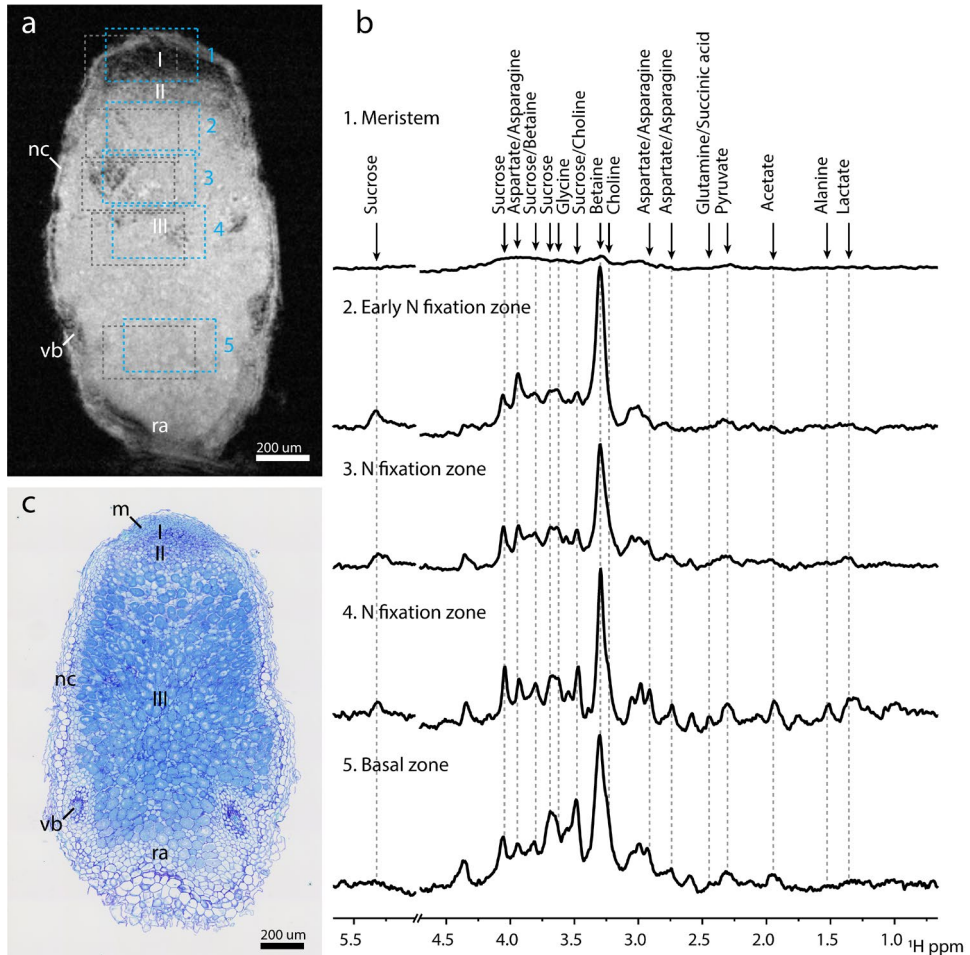 a
b
I
1
II
2
nc
3
III
4
vb
5
ra
200 um
1. Meristem
Sucrose
Sucrose
Aspartate/Asparagine
Sucrose/Betaine
Sucrose
Glycine
Sucrose/Choline
Betaine
Choline
Aspartate/Asparagine
Aspartate/Asparagine
Glutamine/Succinic acid
Pyruvate
Acetate
Alanine
Lactate
2. Early N fixation zone
3. N fixation zone
4. N fixation zone
5. Basal zone
5.5 4.5 4.0 3.5 3.0 2.5 2.0 1.5 1.0 ¹H ppm
c
m
I
II
nc
III
vb
ra
200 um